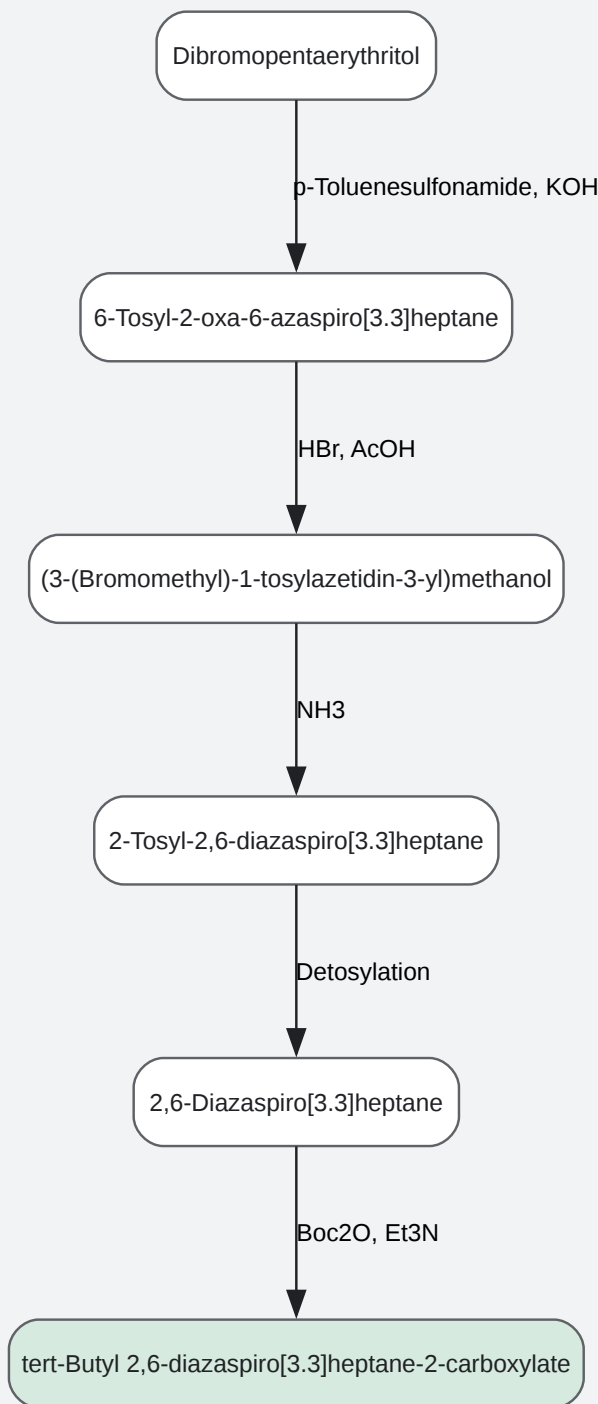 Dibromopentaerythritol
p-Toluenesulfonamide, KOH
6-Tosyl-2-oxa-6-azaspiro[3.3]heptane
HBr, AcOH
(3-(Bromomethyl)-1-tosylazetidin-3-yl)methanol
NH3
2-Tosyl-2,6-diazaspiro[3.3]heptane
Detosylation
2,6-Diazaspiro[3.3]heptane
Boc2O, Et3N
tert-Butyl 2,6-diazaspiro[3.3]heptane-2-carboxylate